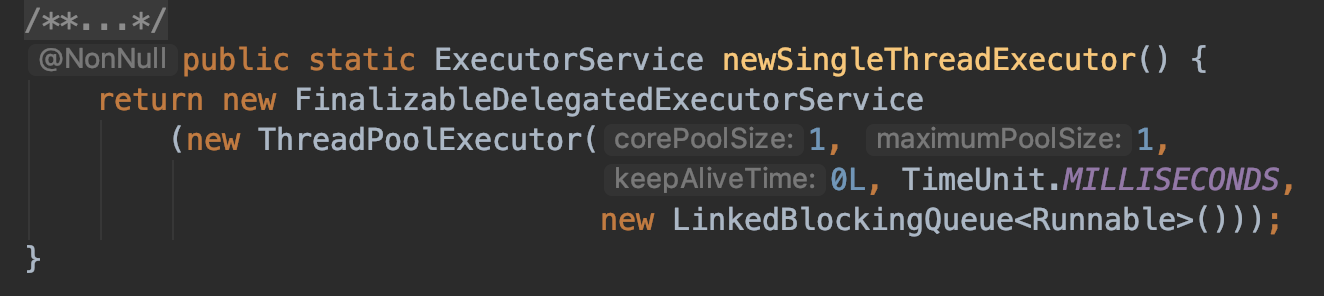 /**...*/
@NonNull public static ExecutorService newSingleThreadExecutor() {
return new FinalizableDelegatedExecutorService
(new ThreadPoolExecutor( corePoolSize: 1, maximumPoolSize: 1,
keepAliveTime: 0L, TimeUnit.MILLISECONDS,
new LinkedBlockingQueue<Runnable>()));
}